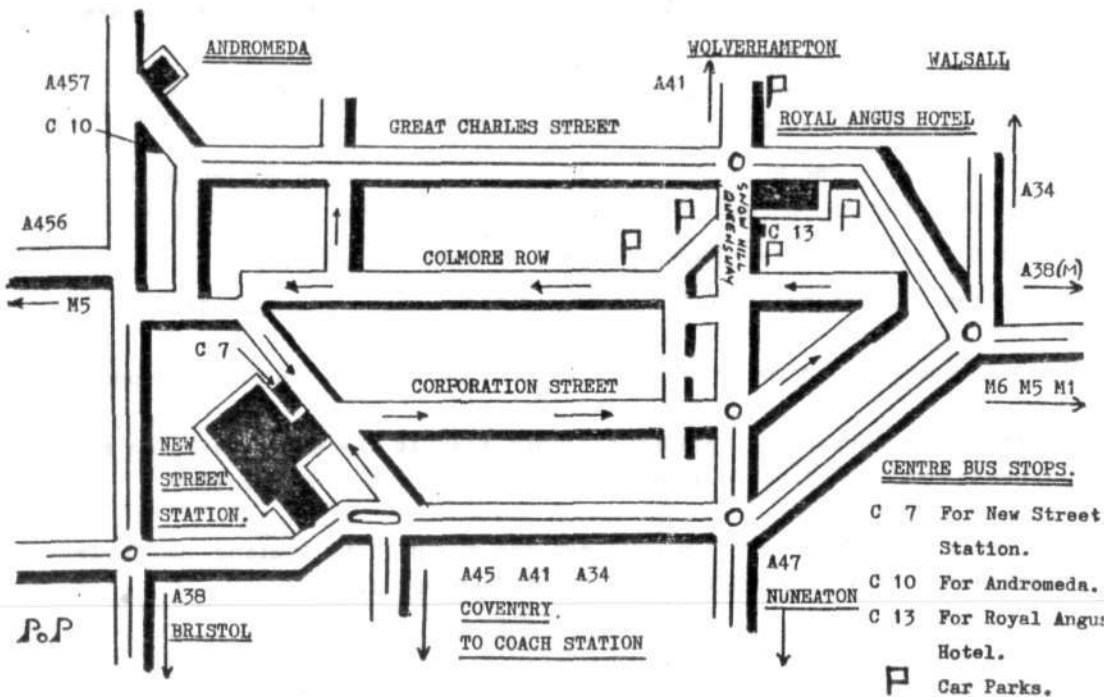 ANDROMEDA
WOLVERHAMPTON
WALSALL
A457
A41
P
C 10
GREAT CHARLES STREET
ROYAL ANGUS HOTEL
A34
A456
SNOW HILL
QUEENSWAY
P
P
P
C 13
P
COLMORE ROW
A38(M)
M5
C 7
CORPORATION STREET
M6 M5 M1
NEW
STREET
STATION.
CENTRE BUS STOPS.
C 7 For New Street
Station.
C 10 For Andromeda.
C 13 For Royal Angus
Hotel.
P Car Parks.
A45 A41 A34
COVENTRY.
TO COACH STATION
A47
NUNEATON
A38
BRISTOL
P.P